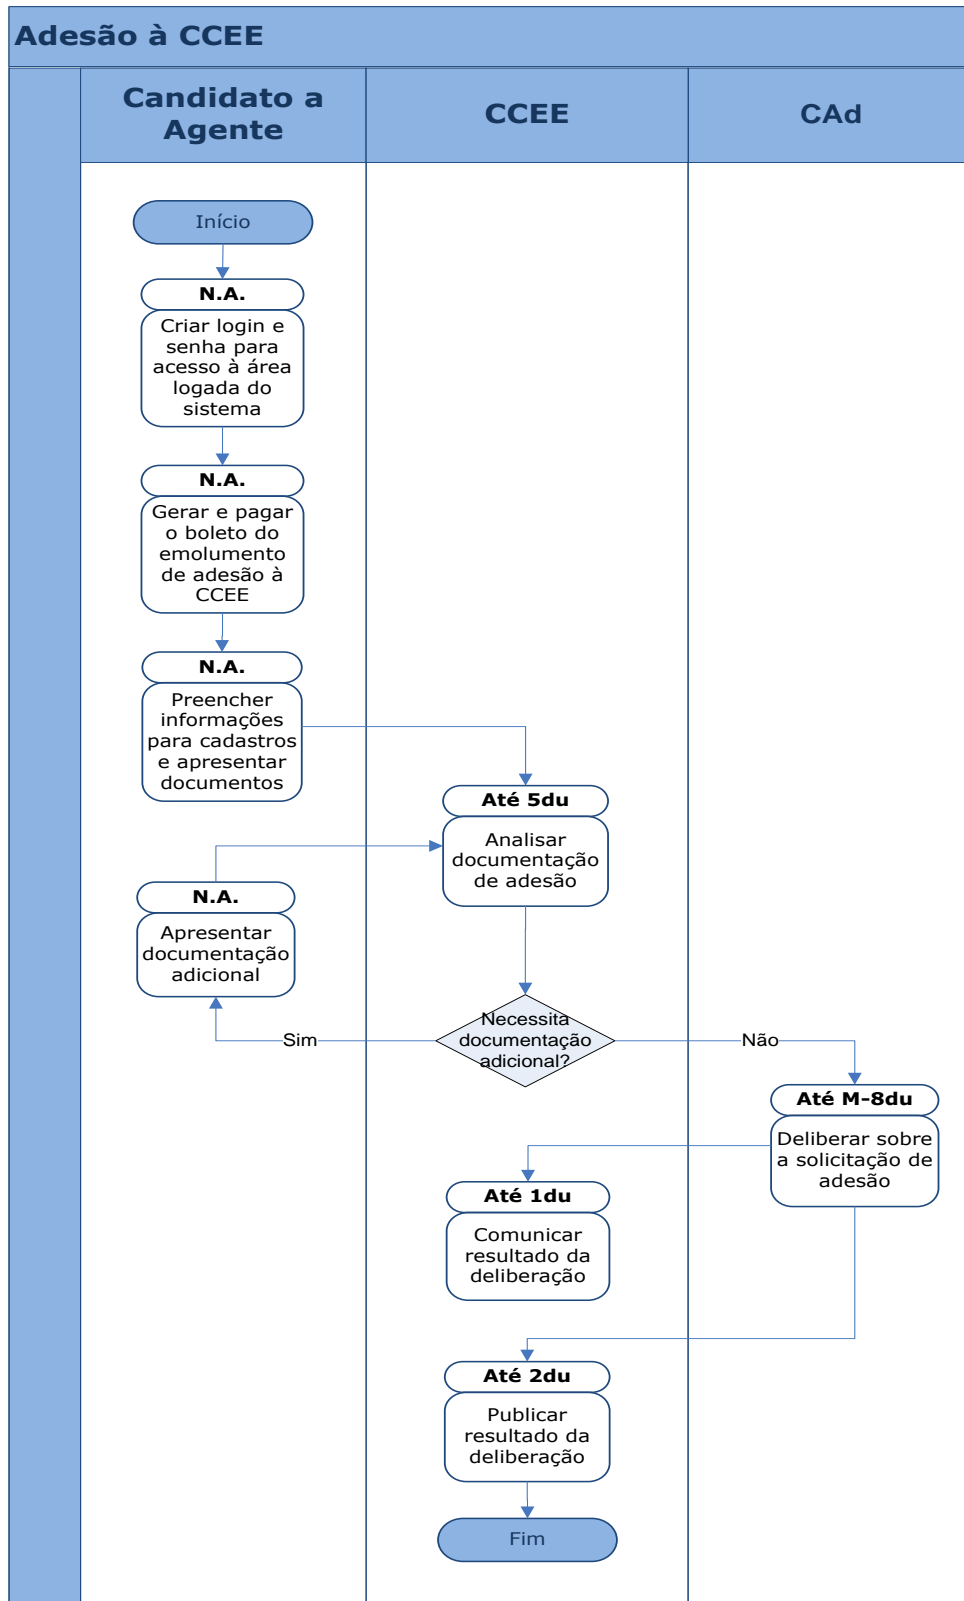 Adesão à CCEE
Candidato a
Agente
CCEE
CAd
Início
N.A.
Criar login e
senha para
acesso à área
logada do
sistema
N.A.
Gerar e pagar
o boleto do
emolumento
de adesão à
CCEE
N.A.
Preencher
informações
para cadastros
e apresentar
documentos
Até 5du
Analisar
documentação
de adesão
N.A.
Apresentar
documentação
adicional
Necessita
documentação
adicional?
Sim
Não
Até M-8du
Deliberar sobre
a solicitação de
adesão
Até 1du
Comunicar
resultado da
deliberação
Até 2du
Publicar
resultado da
deliberação
Fim